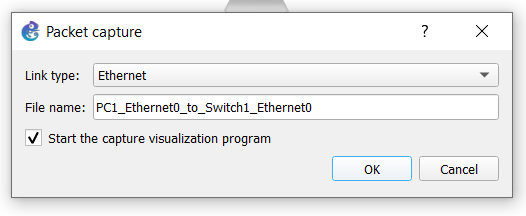 Packet capture
Link type: Ethernet
File name: PC1_Ethernet0_to_Switch1_Ethernet0
Start the capture visualization program
OK Cancel